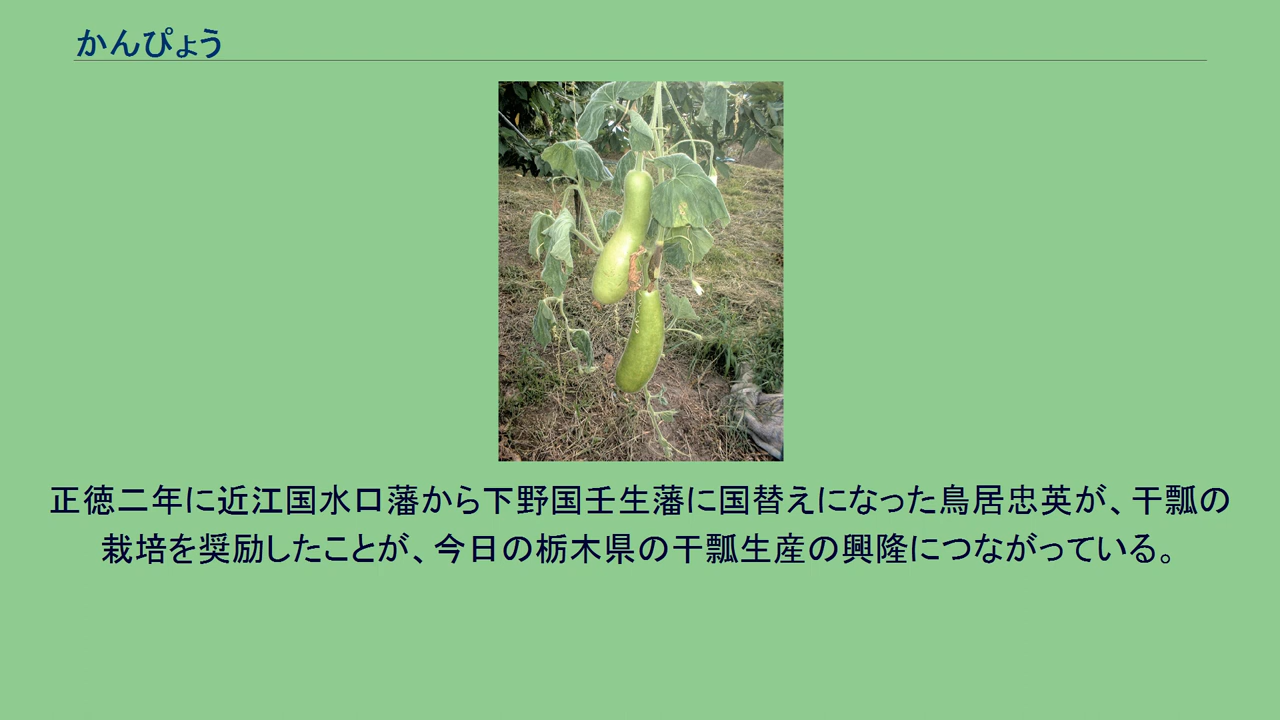 かんぴょう
正徳二年に近江国水口藩から下野国壬生藩に国替えになった鳥居忠英が、干瓢の
栽培を奨励したことが、今日の栃木県の干瓢生産の興隆につながっている。